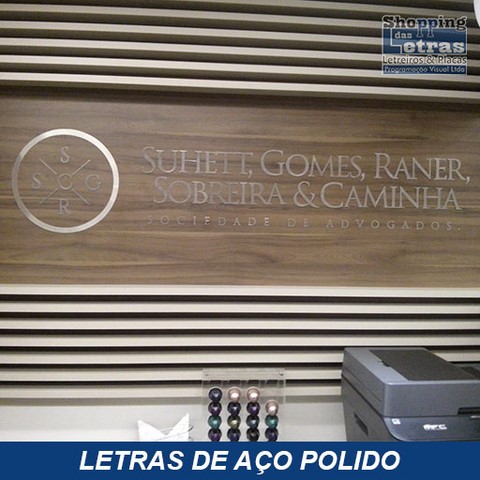 Shopping
das
Letras
Letreiros & Placas
Programação Visual Ltda
S
S C G
R
SUHETT, GOMES, RANER,
SOBREIRA & CAMINHA
SOCIEDADE DE ADVOGADOS.
LETRAS DE AÇO POLIDO